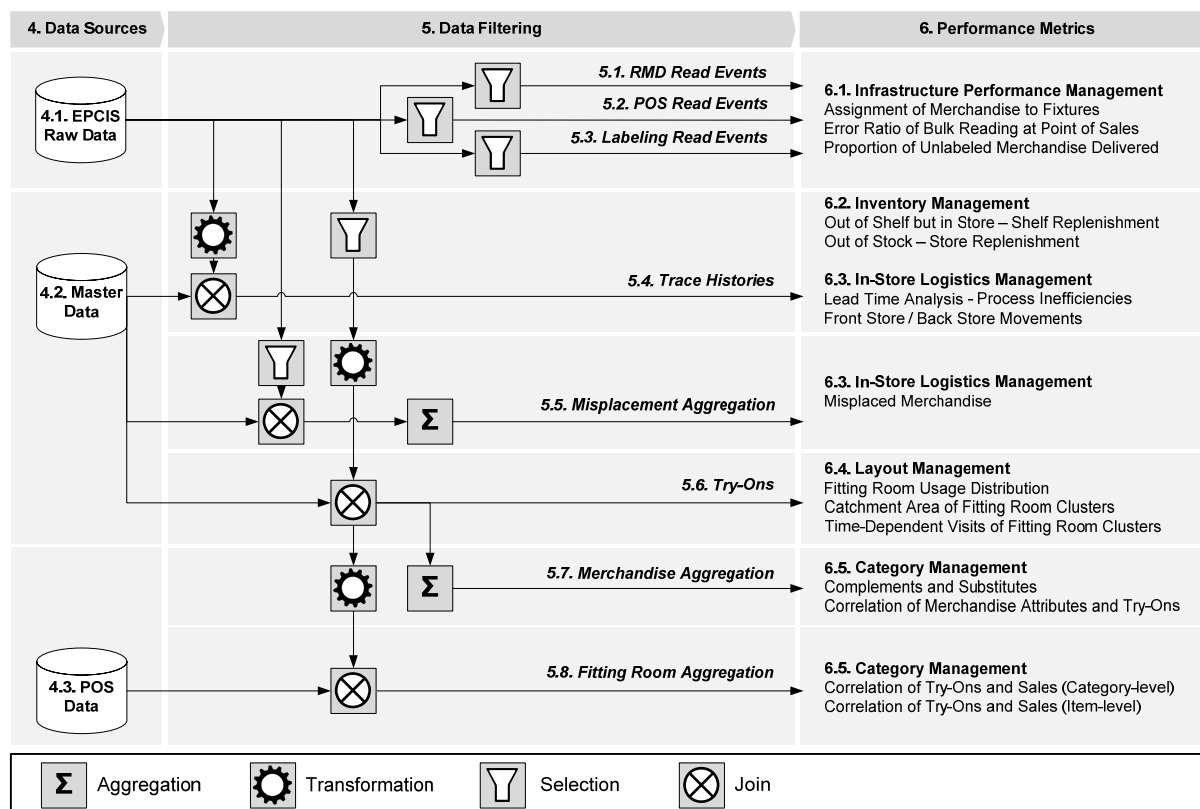 4. Data Sources
5. Data Filtering
6. Performance Metrics
4.1. EPCIS
Raw Data
5.1. RMD Read Events
5.2. POS Read Events
5.3. Labeling Read Events
6.1. Infrastructure Performance Management
Assignment of Merchandise to Fixtures
Error Ratio of Bulk Reading at Point of Sales
Proportion of Unlabeled Merchandise Delivered
4.2. Master
Data
5.4. Trace Histories
6.2. Inventory Management
Out of Shelf but in Store – Shelf Replenishment
Out of Stock – Store Replenishment
6.3. In-Store Logistics Management
Lead Time Analysis - Process Inefficiencies
Front Store / Back Store Movements
Σ
5.5. Misplacement Aggregation
6.3. In-Store Logistics Management
Misplaced Merchandise
5.6. Try-Ons
6.4. Layout Management
Fitting Room Usage Distribution
Catchment Area of Fitting Room Clusters
Time-Dependent Visits of Fitting Room Clusters
Σ
5.7. Merchandise Aggregation
6.5. Category Management
Complements and Substitutes
Correlation of Merchandise Attributes and Try-Ons
4.3. POS
Data
5.8. Fitting Room Aggregation
6.5. Category Management
Correlation of Try-Ons and Sales (Category-level)
Correlation of Try-Ons and Sales (Item-level)
Σ Aggregation
Transformation
Selection
Join